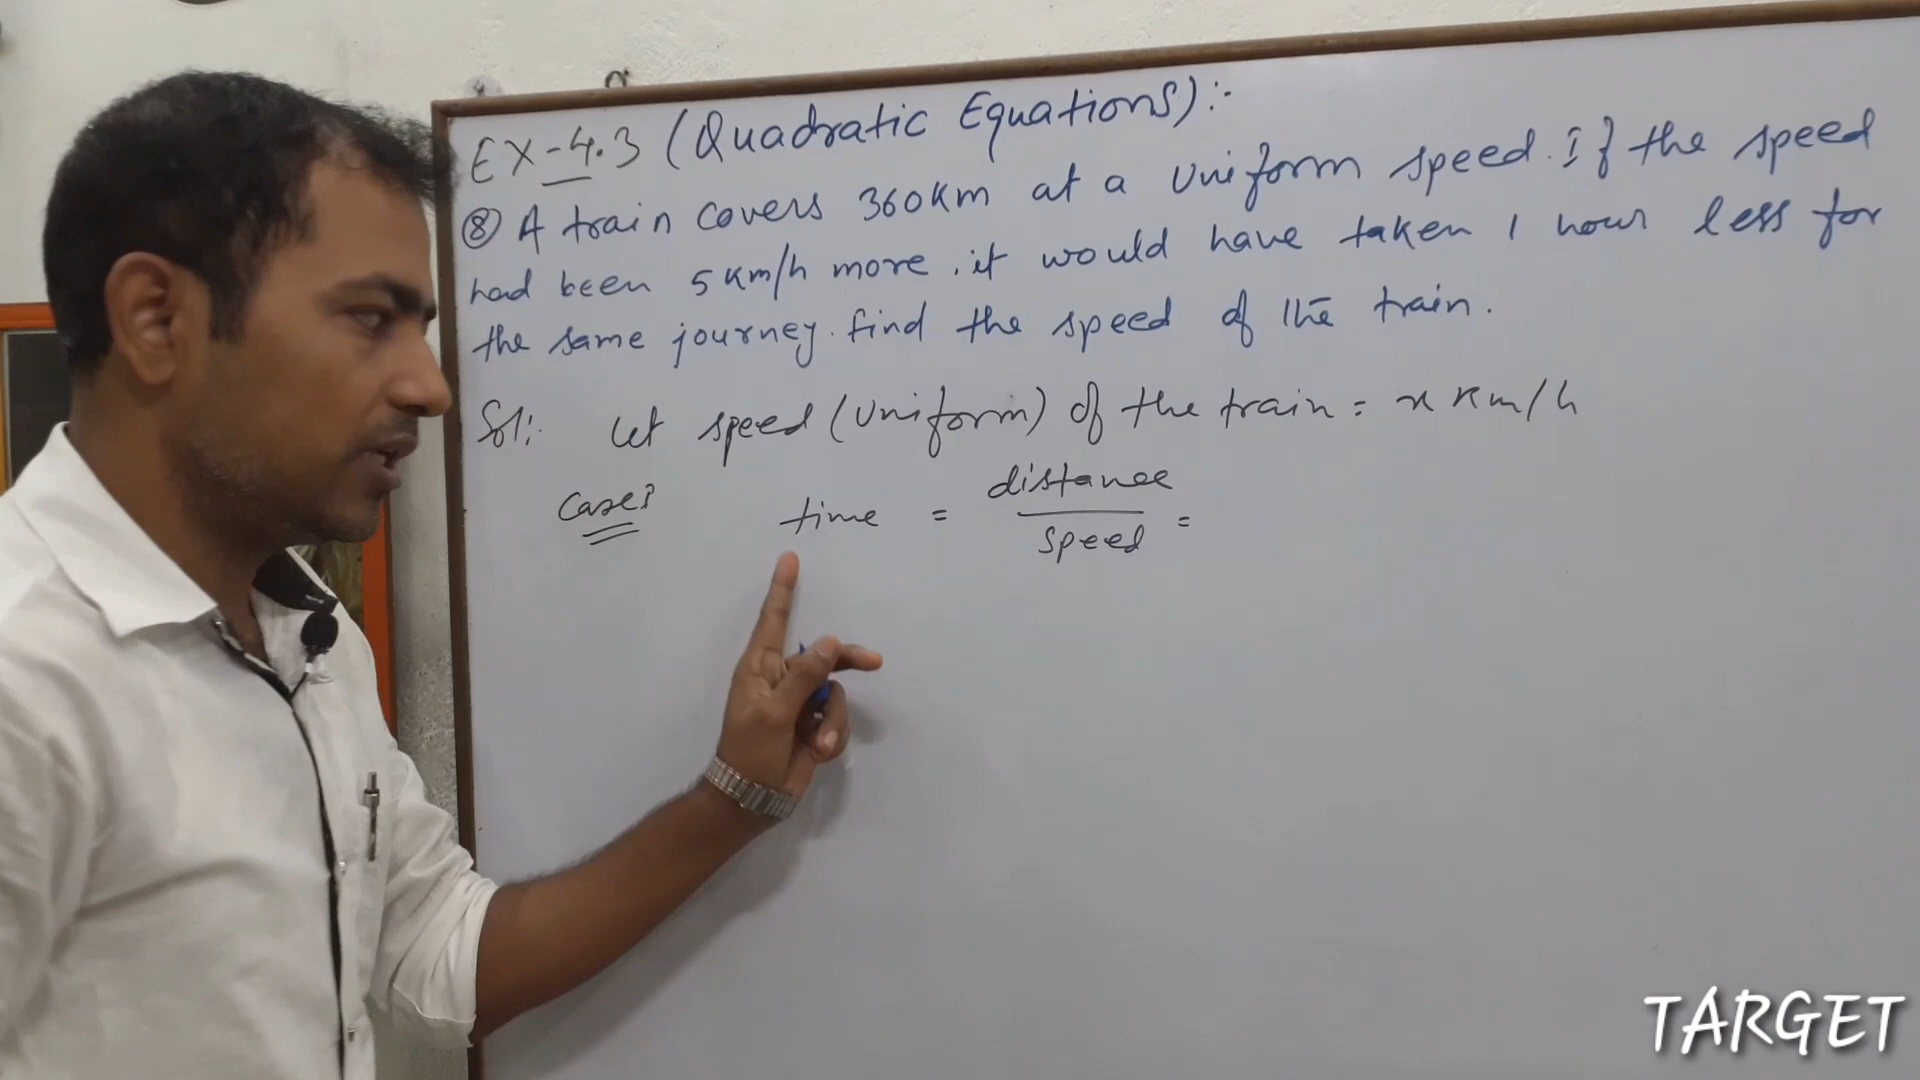 EX-4.3 (Quadratic Equations):-
⑧ A train covers 360km at a uniform speed. If the speed
had been 5 km/h more, it would have taken 1 hour less for
the same journey. find the speed of the train.
Sol:. let speed (uniform) of the train = x km/h
Case:
time = distance/speed =
TARGET